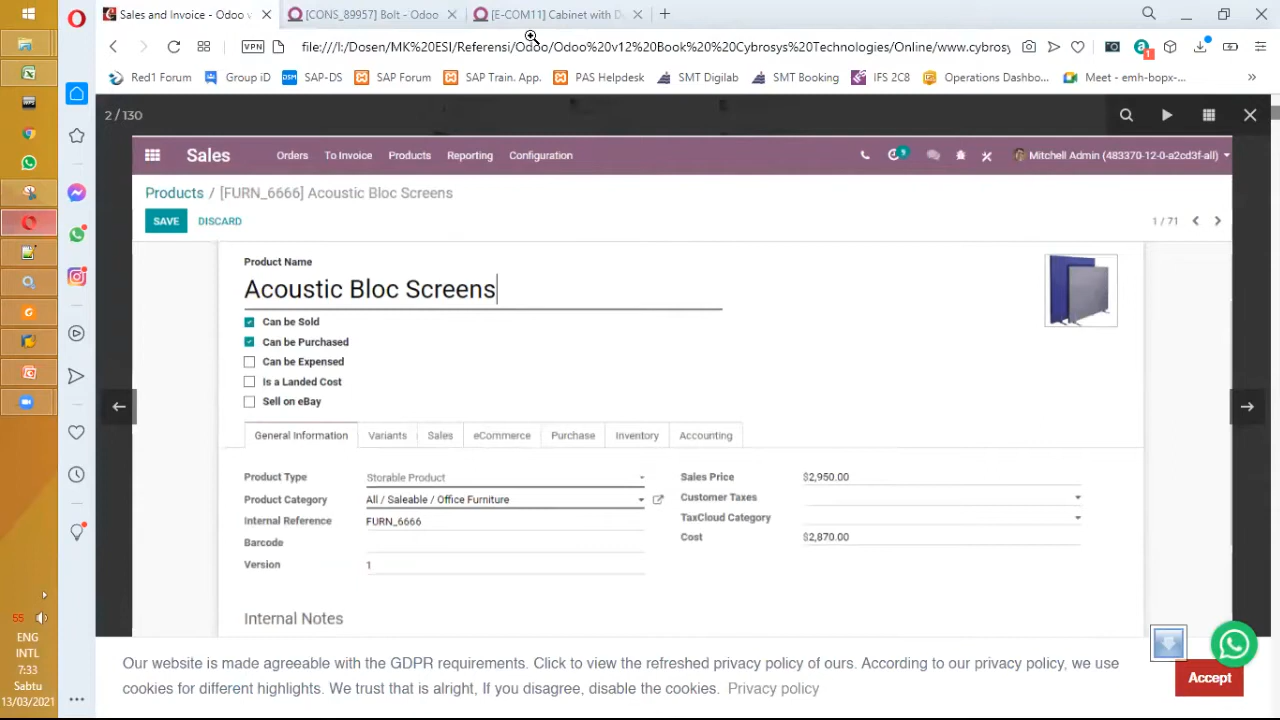 Sales and Invoice - Odoo v
[CONS_89957] Bolt - Odoo
[E-COM11] Cabinet with D
VPN
file:///I:/Dosen/MK%20ESI/Referensi/Odoo/Odoo%20v12%20Book%20%20Cybrosys%20Technologies/Online/www.cybrosy
1
Red1 Forum
Group iD
DSM
SAP-DS
SAP Forum
SAP Train. App.
PAS Helpdesk
SMT Digilab
SMT Booking
IFS 2C8
Operations Dashbo...
Meet - emh-bopx-...
»
2 / 130
Sales
Orders
To Invoice
Products
Reporting
Configuration
9
Mitchell Admin (483370-12-0-a2cd3f-all)
Products / [FURN_6666] Acoustic Bloc Screens
SAVE
DISCARD
1 / 71
Product Name
Acoustic Bloc Screens
Can be Sold
Can be Purchased
Can be Expensed
Is a Landed Cost
Sell on eBay
General Information
Variants
Sales
eCommerce
Purchase
Inventory
Accounting
Product Type
Storable Product
Product Category
All / Saleable / Office Furniture
Internal Reference
FURN_6666
Barcode
Version
1
Sales Price
$2,950.00
Customer Taxes
TaxCloud Category
Cost
$2,870.00
Internal Notes
Our website is made agreeable with the GDPR requirements. Click to view the refreshed privacy policy of ours. According to our privacy policy, we use
cookies for different highlights. We trust that is alright, If you disagree, disable the cookies. Privacy policy
Accept
55
ENG
INTL
7:33
Sabtu
13/03/2021